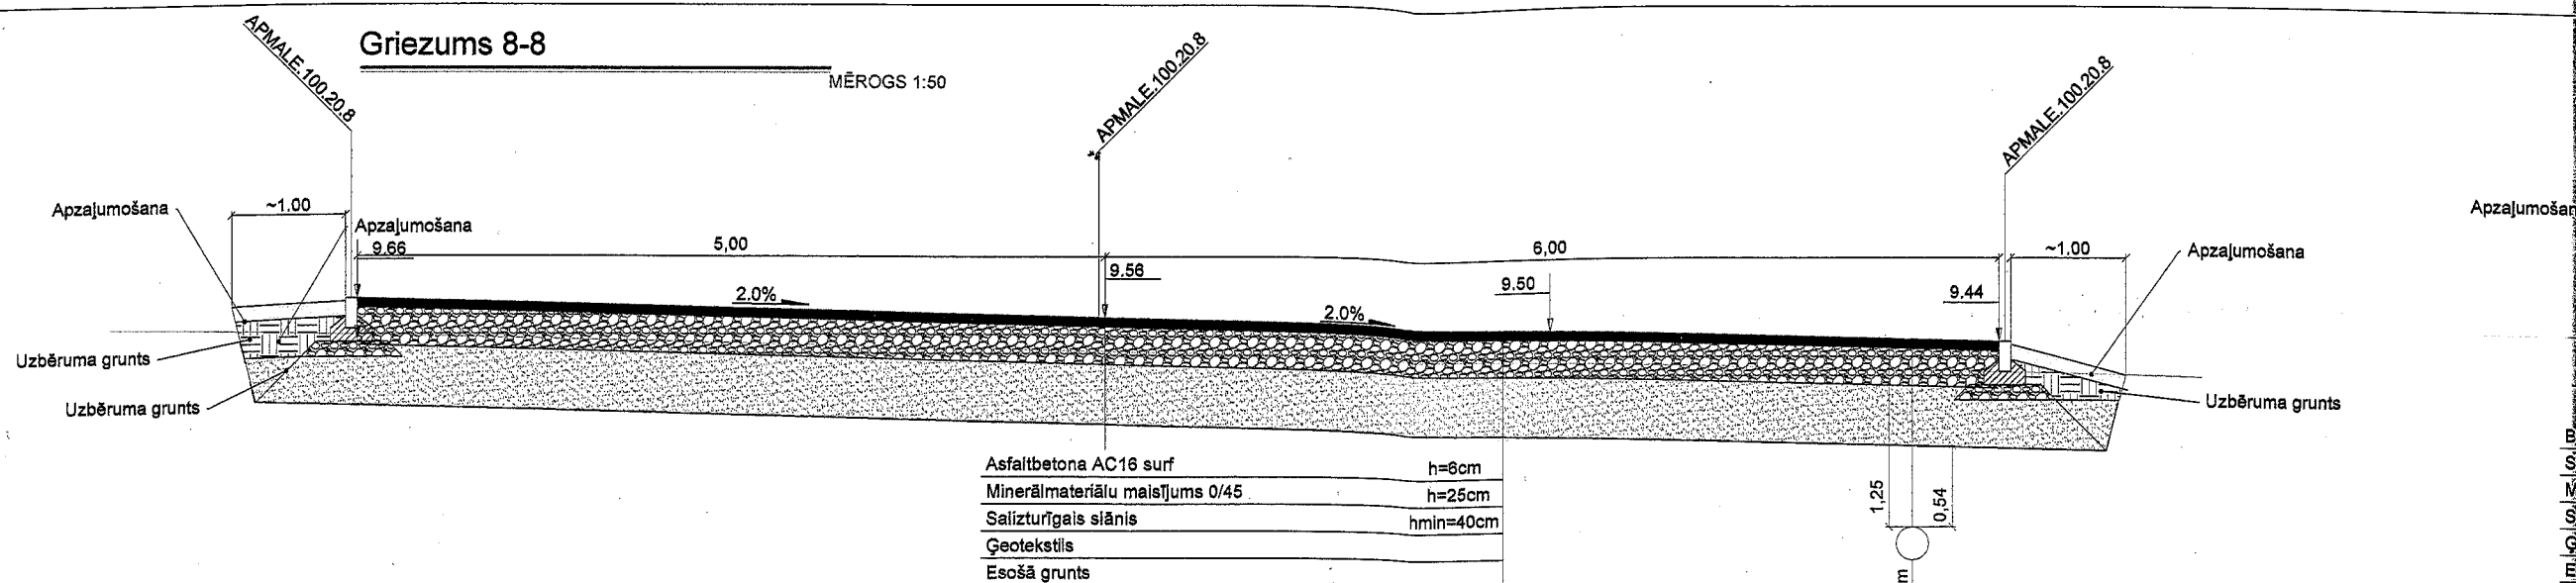 Griezums 8-8
MĒROGS 1:50
APMALE.100.20.8
APMALE.100.20.8
APMALE.100.20.8
Apzaļumošana
~1.00
Apzaļumošana
9.66
5,00
9.56
6,00
9.50
9.44
~1.00
Apzaļumošana
Apzaļumošan
2.0%
2.0%
Uzbēruma grunts
Uzbēruma grunts
Uzbēruma grunts
Asfaltbetona AC16 surf h=6cm
Minerālmateriālu maisījums 0/45 h=25cm
Salizturīgais slānis hmin=40cm
Ģeotekstils
Esošā grunts
1,25
0,54
m